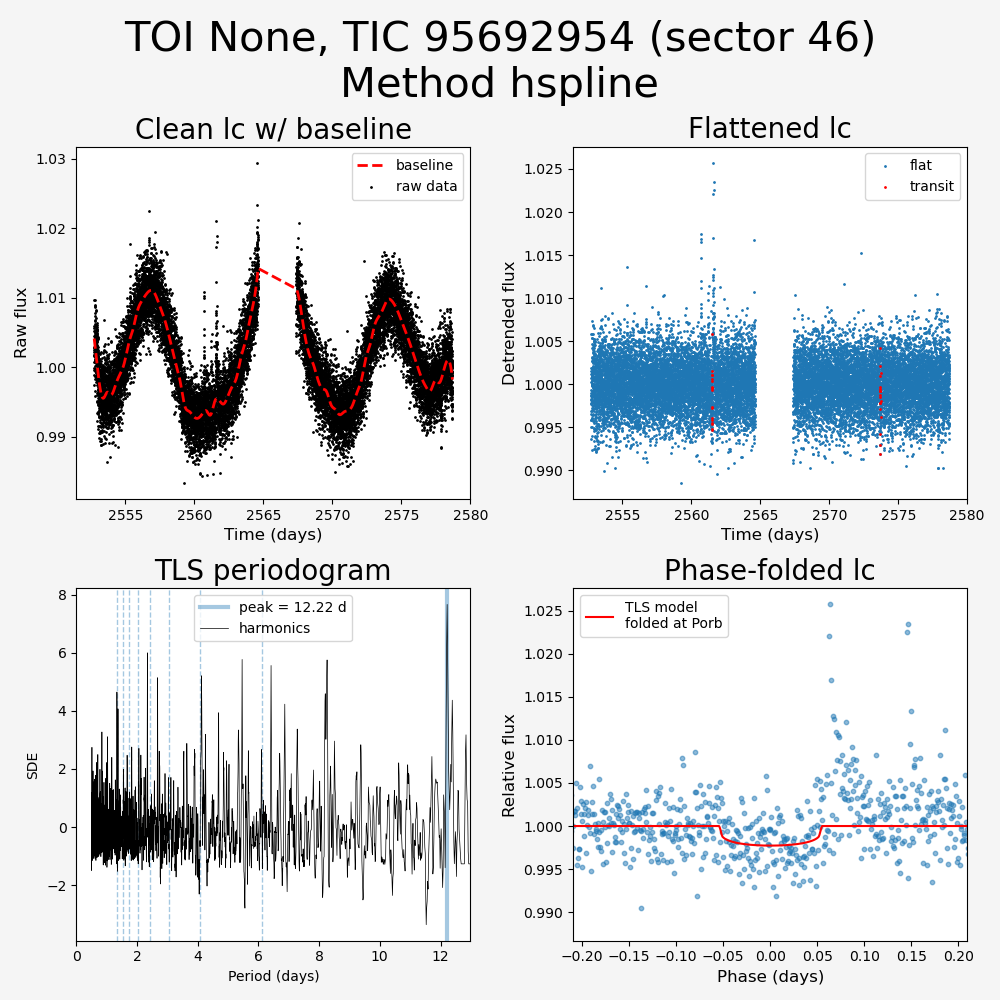 TOI None, TIC 95692954 (sector 46)
Method hspline
Clean lc w/ baseline
Flattened lc
1.03
1.02
1.01
1.00
0.99
Raw flux
baseline
raw data
2555
2560
2565
2570
2575
2580
Time (days)
1.025
1.020
1.015
1.010
1.005
1.000
0.995
0.990
Detrended flux
flat
transit
2555
2560
2565
2570
2575
2580
Time (days)
TLS periodogram
Phase-folded lc
8
6
4
2
0
−2
SDE
peak = 12.22 d
harmonics
0
2
4
6
8
10
12
Period (days)
1.025
1.020
1.015
1.010
1.005
1.000
0.995
0.990
Relative flux
TLS model
folded at Porb
−0.20
−0.15
−0.10
−0.05
0.00
0.05
0.10
0.15
0.20
Phase (days)